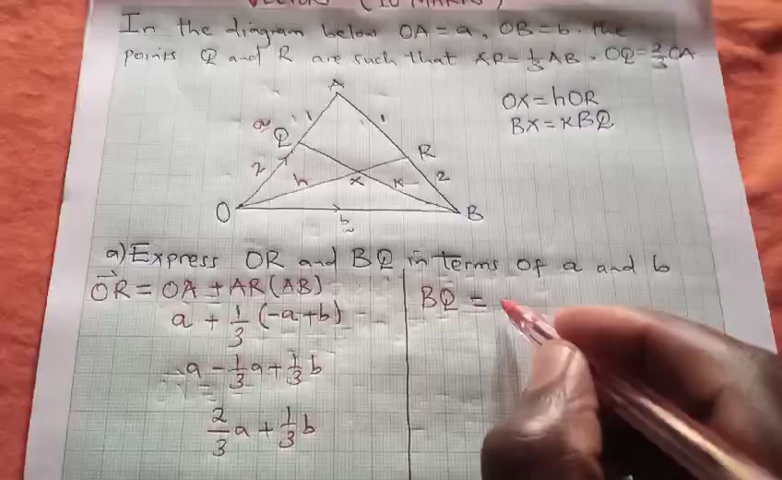 In the diagram below OA = a, OB = b. The
points Q and R are such that AR = 1/3 AB, OQ = 2/3 OA
OX = hOR
BX = kBQ
A
a
1
1
Q
R
2
h
x
k
2
O
B
b
a) Express OR and BQ in terms of a and b
OR = OA + AR (AB)
a + 1/3 (-a+b)
a - 1/3 a + 1/3 b
2/3 a + 1/3 b
BQ =